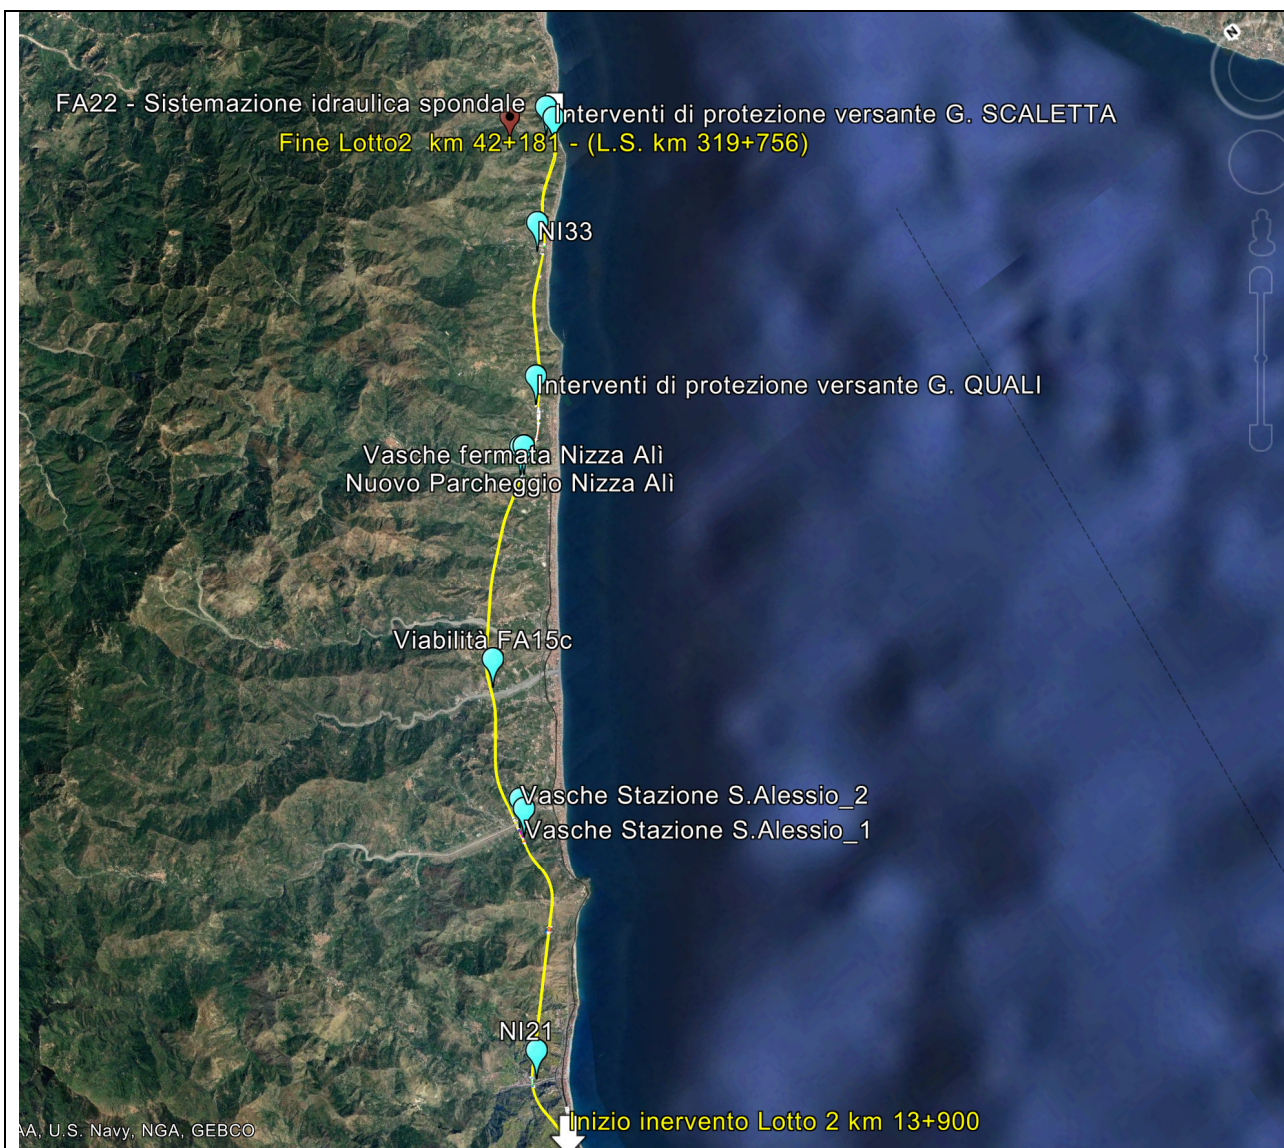 N
FA22 - Sistemazione idraulica spondale
Interventi di protezione versante G. SCALETTA
Fine Lotto2 km 42+181 - (L.S. km 319+756)
NI33
Interventi di protezione versante G. QUALI
Vasche fermata Nizza Alì
Nuovo Parcheggio Nizza Alì
Viabilità FA15c
Vasche Stazione S.Alessio_2
Vasche Stazione S.Alessio_1
NI21
Inizio inervento Lotto 2 km 13+900
AA, U.S. Navy, NGA, GEBCO